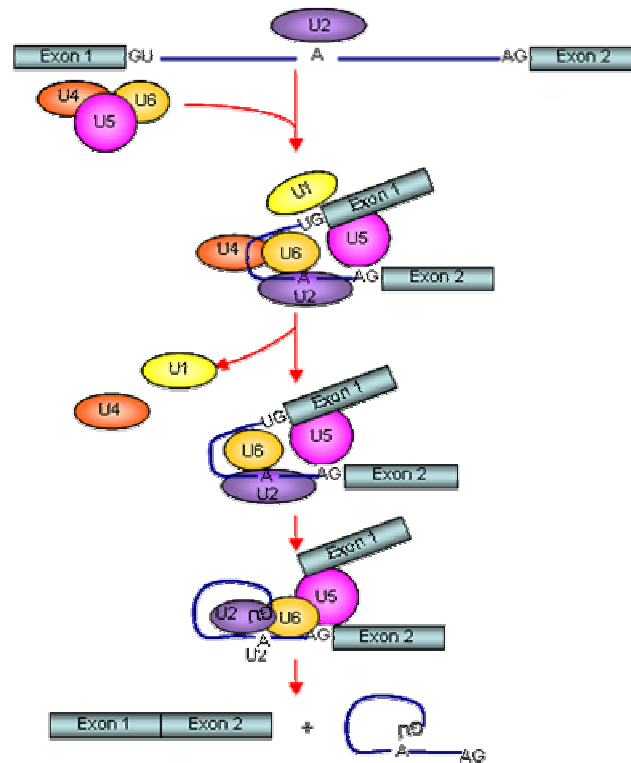 U2
Exon 1 GU A AG Exon 2
U4 U6
U5
U1 Exon 1
UG
U4 U6 U5
A AG Exon 2
U2
U1
U4
Exon 1
UG
U6 U5
A AG Exon 2
U2
Exon 1
U5
U2 GU U6
A AG Exon 2
U2
Exon 1 Exon 2 + GU
A AG